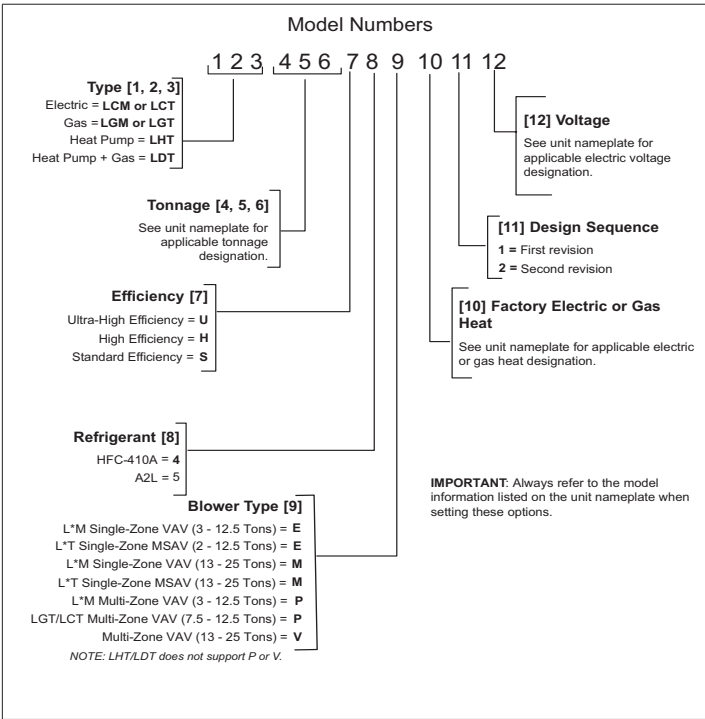 Model Numbers
1 2 3 4 5 6 7 8 9 10 11 12
Type [1, 2, 3]
Electric = LCM or LCT
Gas = LGM or LGT
Heat Pump = LHT
Heat Pump + Gas = LDT
Tonnage [4, 5, 6]
See unit nameplate for
applicable tonnage
designation.
Efficiency [7]
Ultra-High Efficiency = U
High Efficiency = H
Standard Efficiency = S
Refrigerant [8]
HFC-410A = 4
A2L = 5
Blower Type [9]
L*M Single-Zone VAV (3 - 12.5 Tons) = E
L*T Single-Zone MSAV (2 - 12.5 Tons) = E
L*M Single-Zone VAV (13 - 25 Tons) = M
L*T Single-Zone MSAV (13 - 25 Tons) = M
L*M Multi-Zone VAV (3 - 12.5 Tons) = P
LGT/LCT Multi-Zone VAV (7.5 - 12.5 Tons) = P
Multi-Zone VAV (13 - 25 Tons) = V
NOTE: LHT/LDT does not support P or V.
[12] Voltage
See unit nameplate for
applicable electric voltage
designation.
[11] Design Sequence
1 = First revision
2 = Second revision
[10] Factory Electric or Gas
Heat
See unit nameplate for applicable electric
or gas heat designation.
IMPORTANT: Always refer to the model
information listed on the unit nameplate when
setting these options.